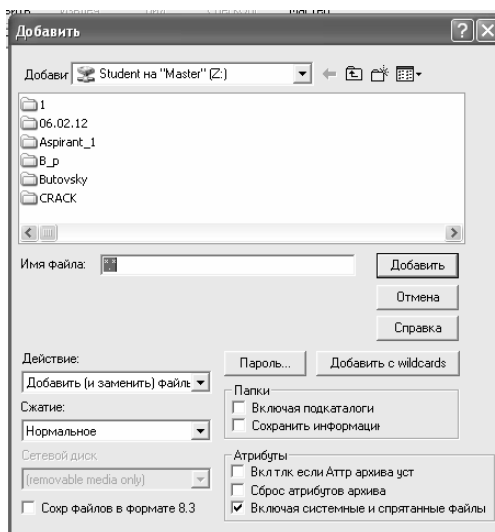 Добавить
Добави Student на "Master" (Z:)
1
06.02.12
Aspirant_1
B_p
Butovsky
CRACK
Имя файла: *.*
Добавить
Отмена
Справка
Действие:
Добавить (и заменить) файль
Сжатие:
Нормальное
Сетевой диск
(removable media only)
Сохр файлов в формате 8.3
Пароль...
Добавить с wildcards
Папки
Включая подкаталоги
Сохранить информаци
Атрибуты
Вкл тлк если Аттр архива уст
Сброс атрибутов архива
Включая системные и спрятанные файлы